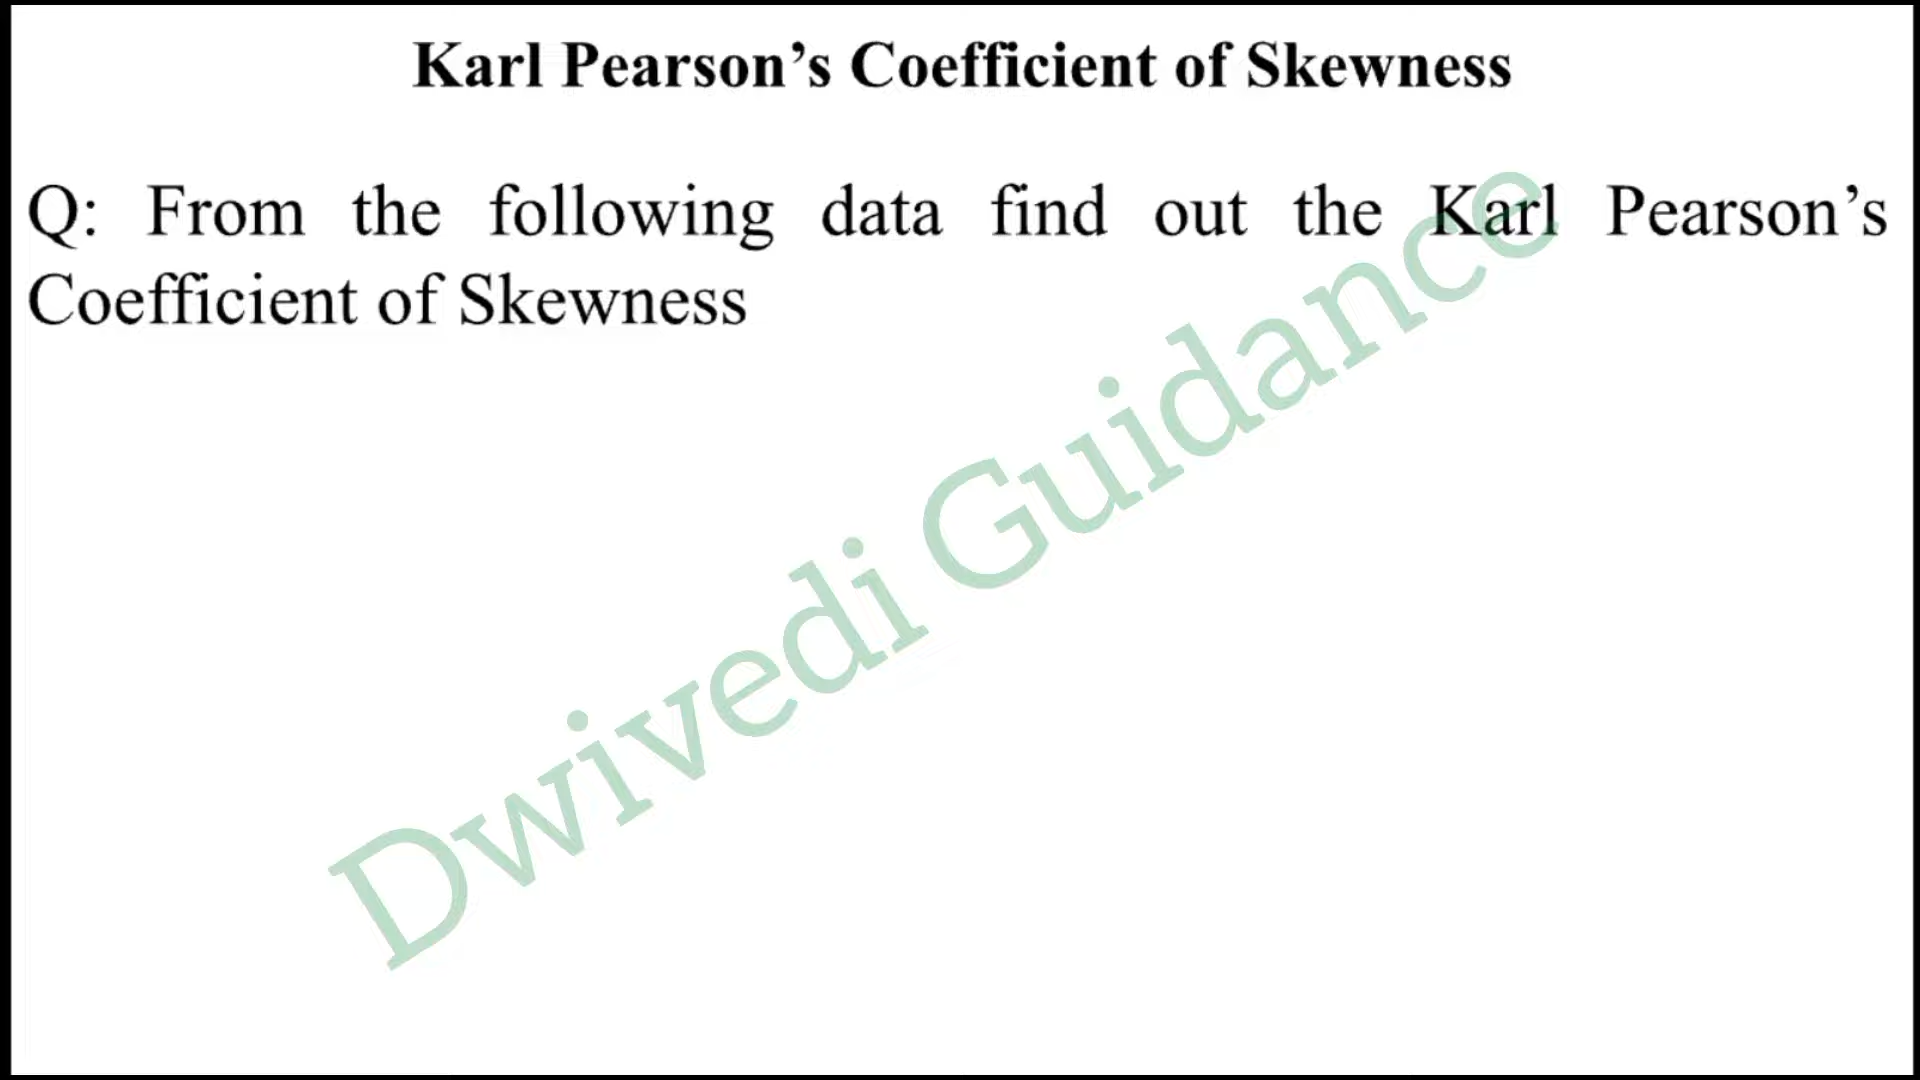 Karl Pearson’s Coefficient of Skewness
Q: From the following data find out the Karl Pearson’s
Coefficient of Skewness
Dwivedi Guidance